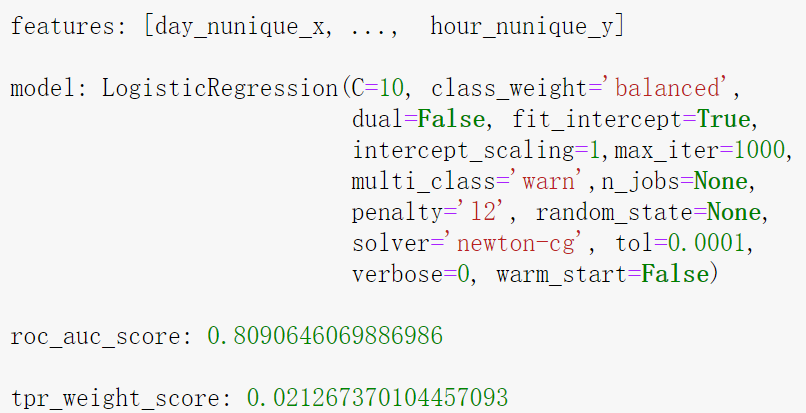 features: [day_nunique_x, ..., hour_nunique_y]
model: LogisticRegression(C=10, class_weight='balanced',
dual=False, fit_intercept=True,
intercept_scaling=1,max_iter=1000,
multi_class='warn',n_jobs=None,
penalty='l2', random_state=None,
solver='newton-cg', tol=0.0001,
verbose=0, warm_start=False)
roc_auc_score: 0.8090646069886986
tpr_weight_score: 0.021267370104457093